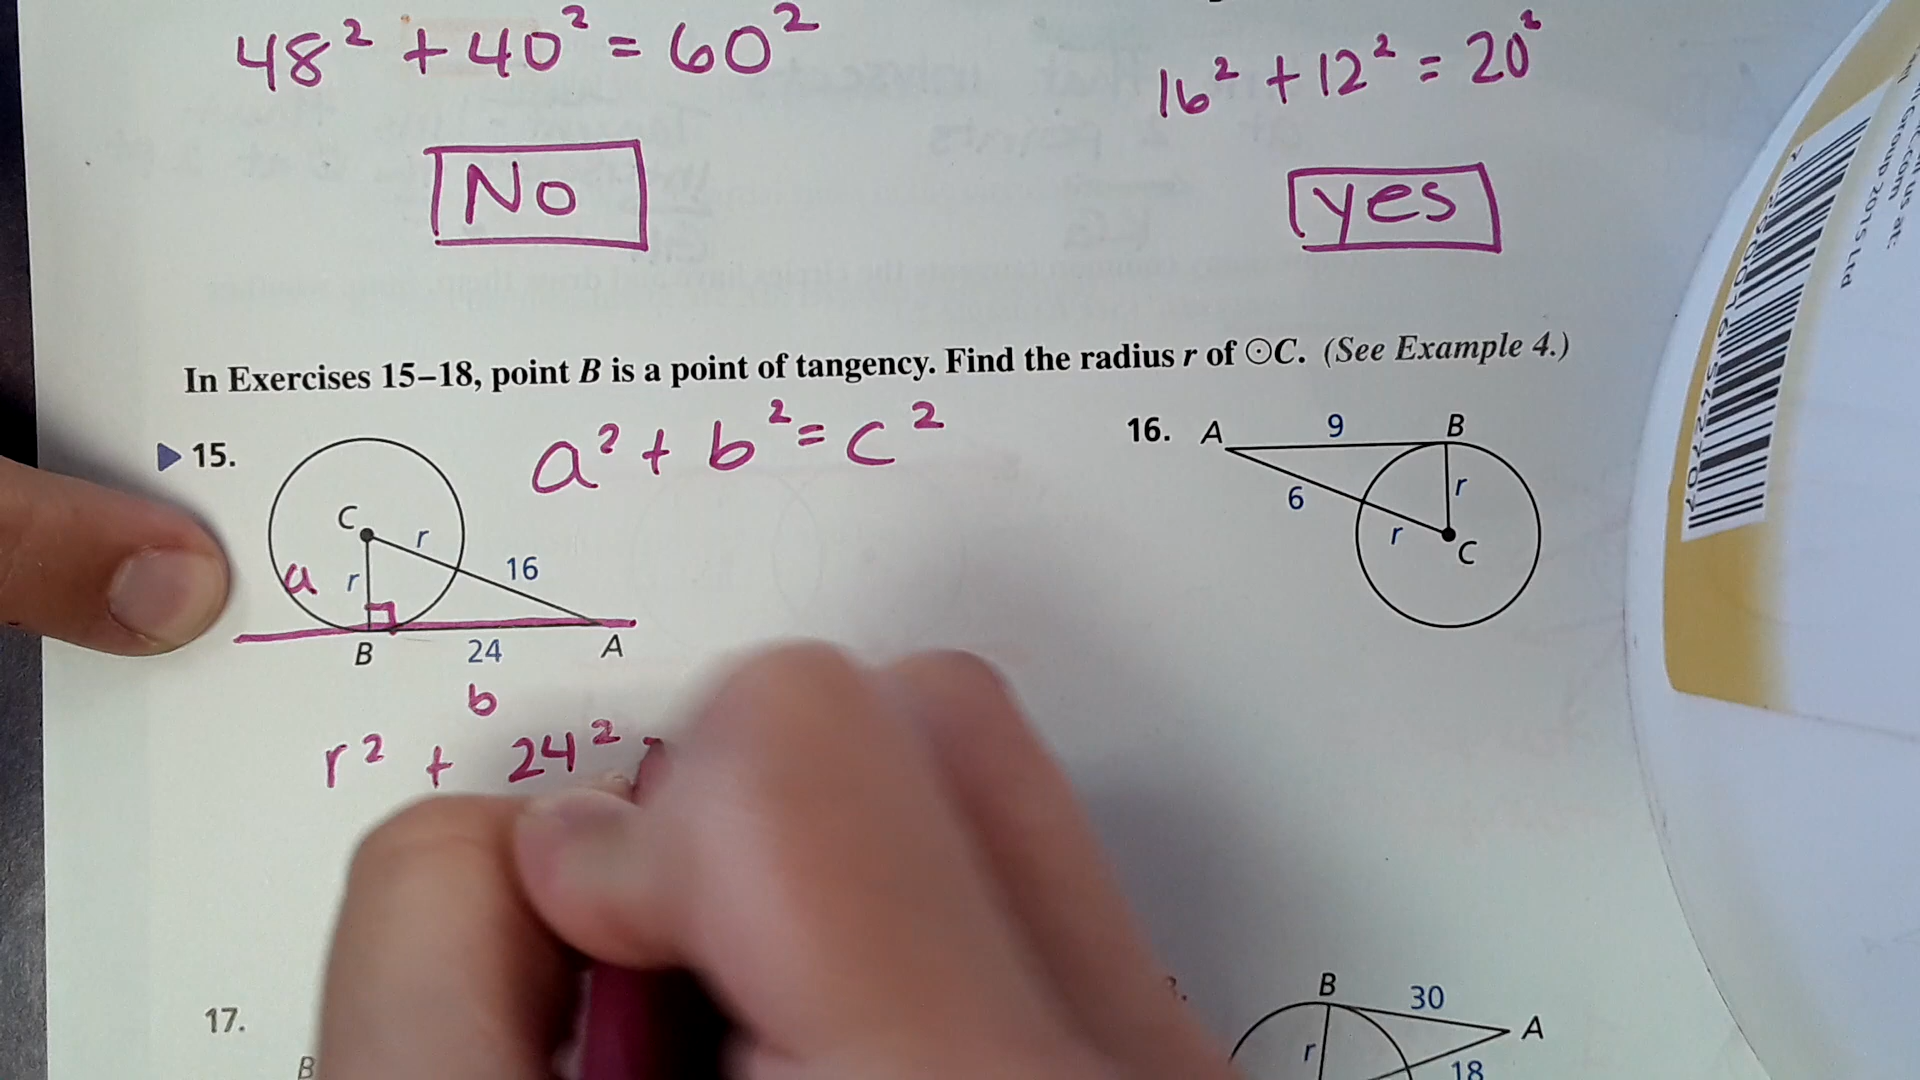 48² + 40² = 60²
16² + 12² = 20²
No
yes
In Exercises 15–18, point B is a point of tangency. Find the radius r of ⊙C. (See Example 4.)
a² + b² = c²
15.
C
r
a
r
16
B
24
A
b
r² + 24²
16.
A
9
B
6
r
r
C
17.
B
B
30
A
r
18